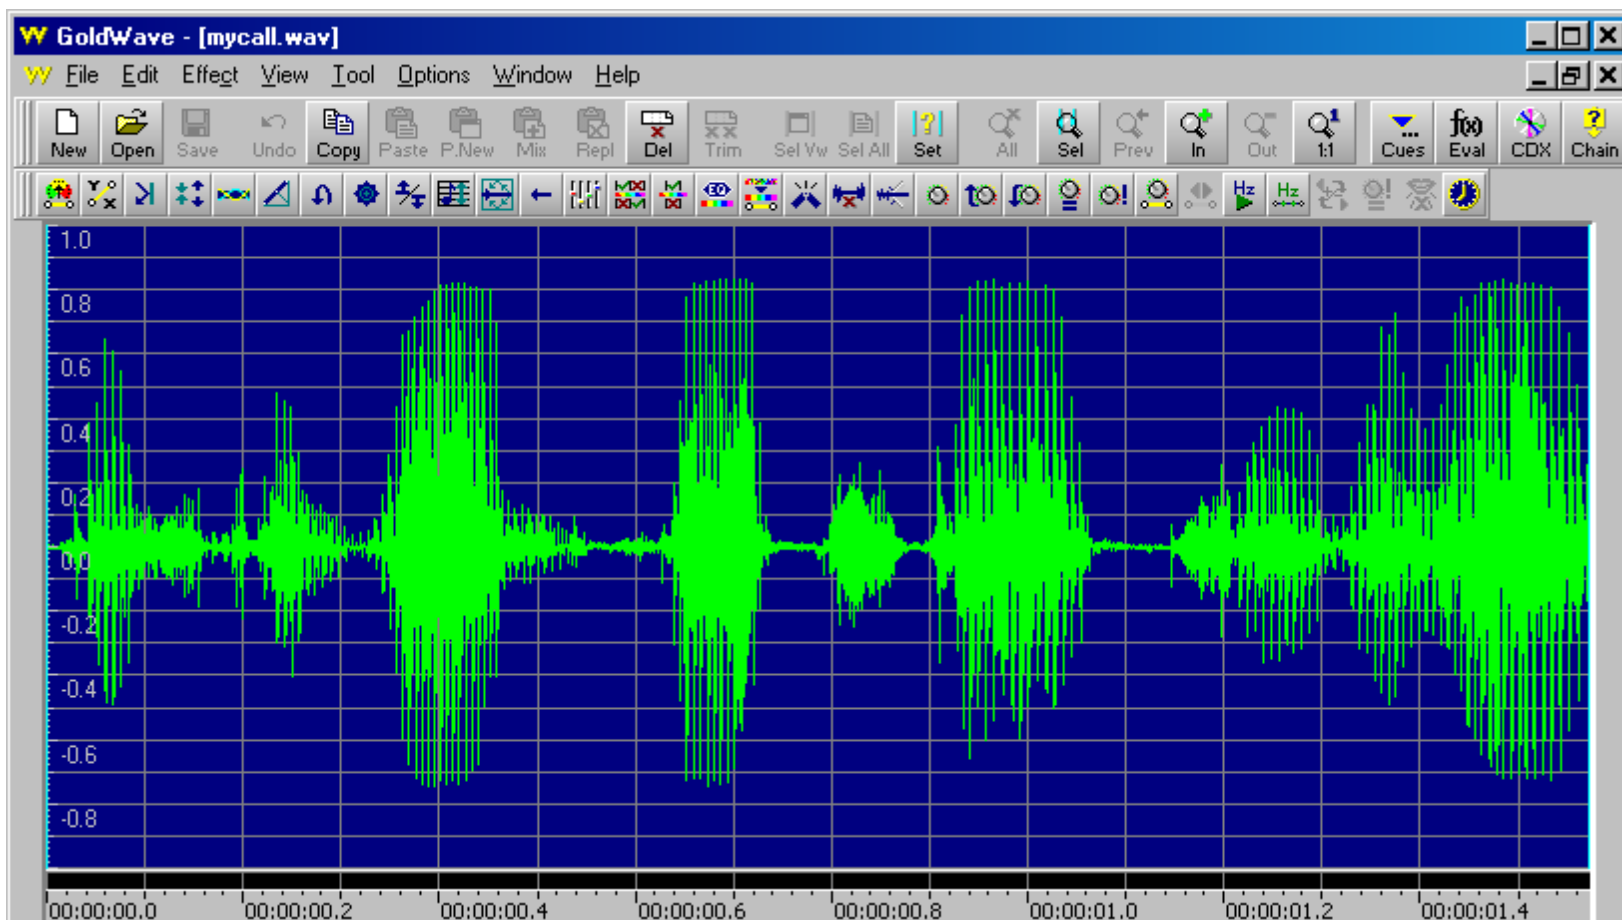 GoldWave - [mycall.wav]
File Edit Effect View Tool Options Window Help
New Open Save Undo Copy Paste P.New Mix Repl Del Trim Sel Vw Sel All Set All Sel Prev In Out 1:1 Cues Eval CDX Chain
1.0
0.8
0.6
0.4
0.2
0.0
-0.2
-0.4
-0.6
-0.8
00:00:00.0 00:00:00.2 00:00:00.4 00:00:00.6 00:00:00.8 00:00:01.0 00:00:01.2 00:00:01.4